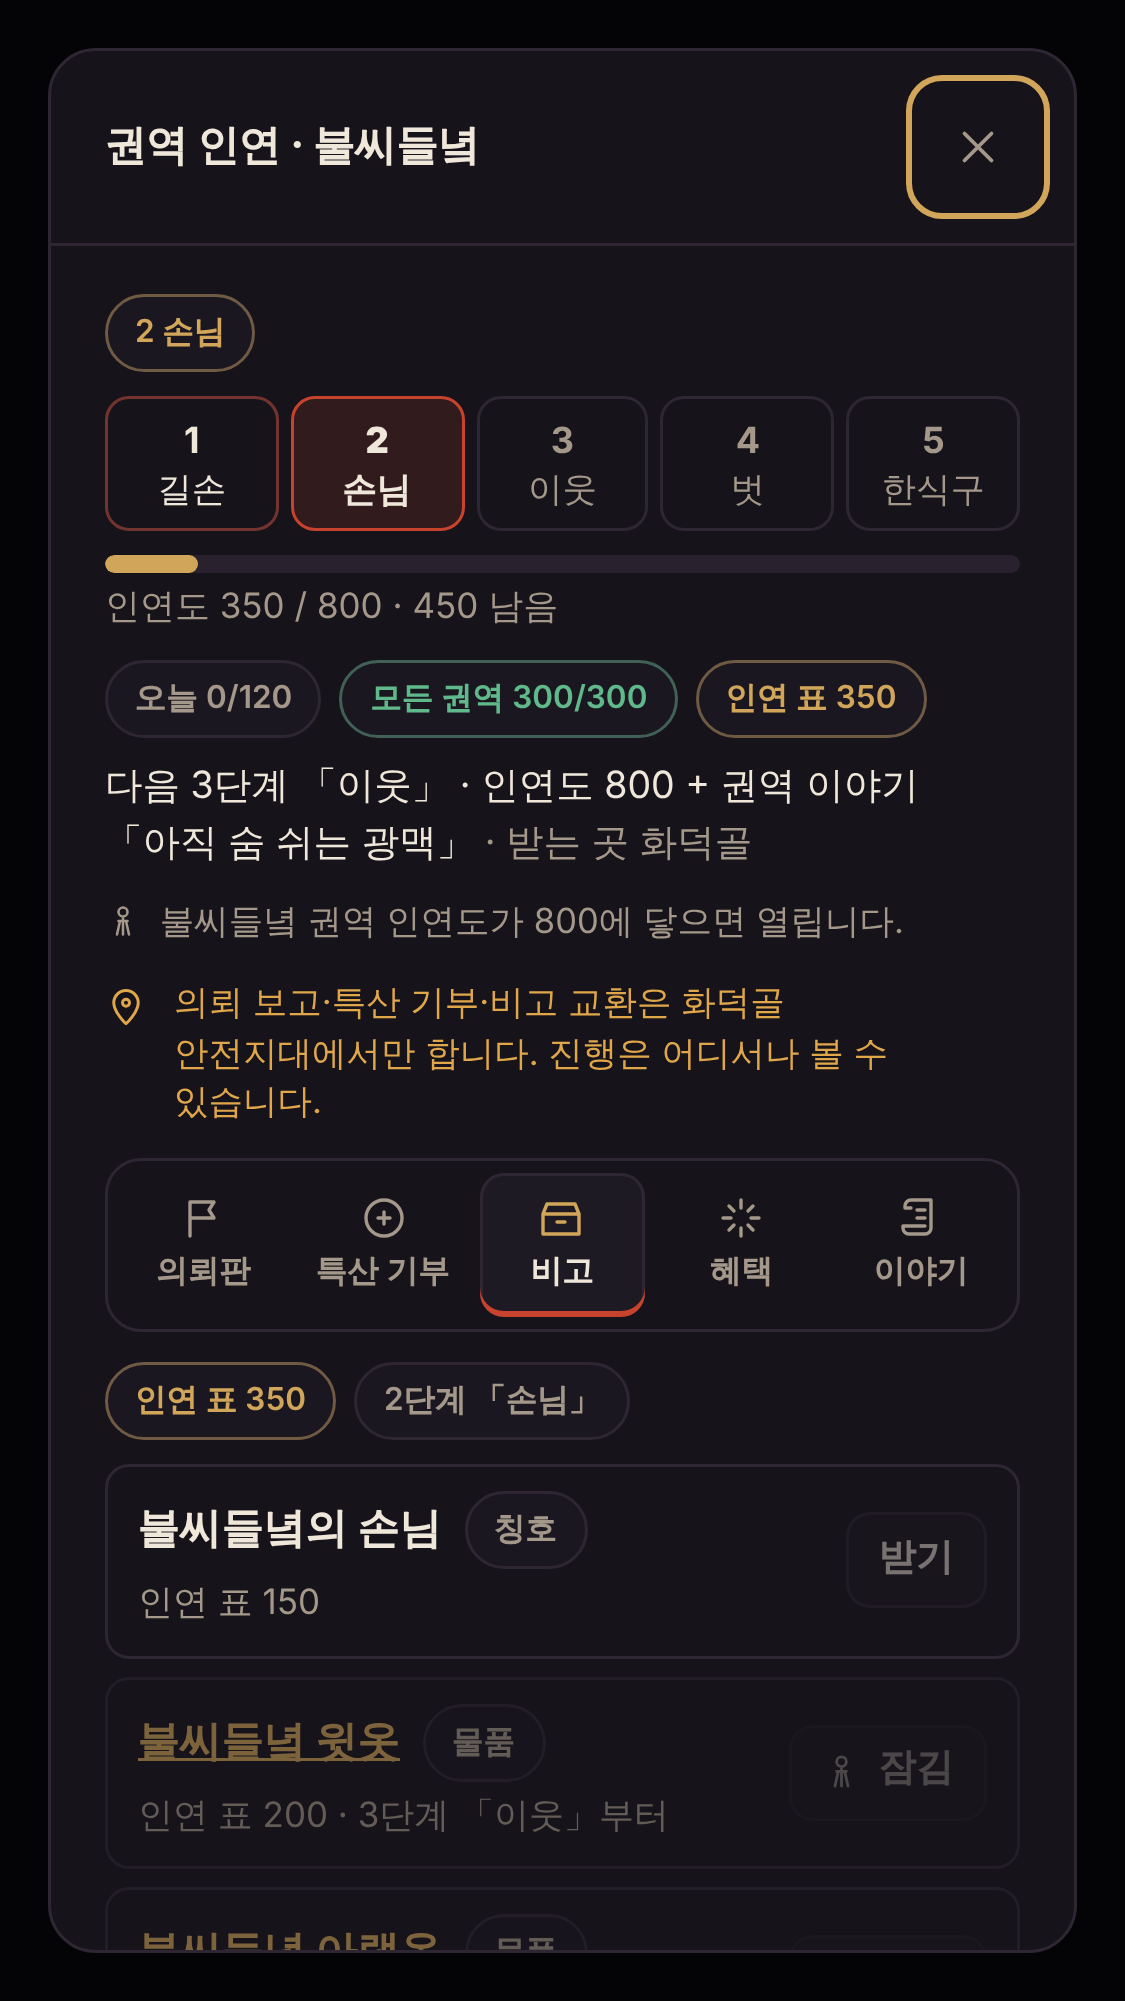 권역 인연 · 불씨들녘
2 손님
1 2 3 4 5
길손 손님 이웃 벗 한식구
인연도 350 / 800 · 450 남음
오늘 0/120 모든 권역 300/300 인연 표 350
다음 3단계 「이웃」 · 인연도 800 + 권역 이야기
「아직 숨 쉬는 광맥」 · 받는 곳 화덕골
불씨들녘 권역 인연도가 800에 닿으면 열립니다.
의뢰 보고·특산 기부·비고 교환은 화덕골
안전지대에서만 합니다. 진행은 어디서나 볼 수
있습니다.
의뢰판 특산 기부 비고 혜택 이야기
인연 표 350 2단계 「손님」
불씨들녘의 손님 칭호
받기
인연 표 150
불씨들녘 윗옷 물품
잠김
인연 표 200 · 3단계 「이웃」부터
불씨들녘 아랫옷 물품